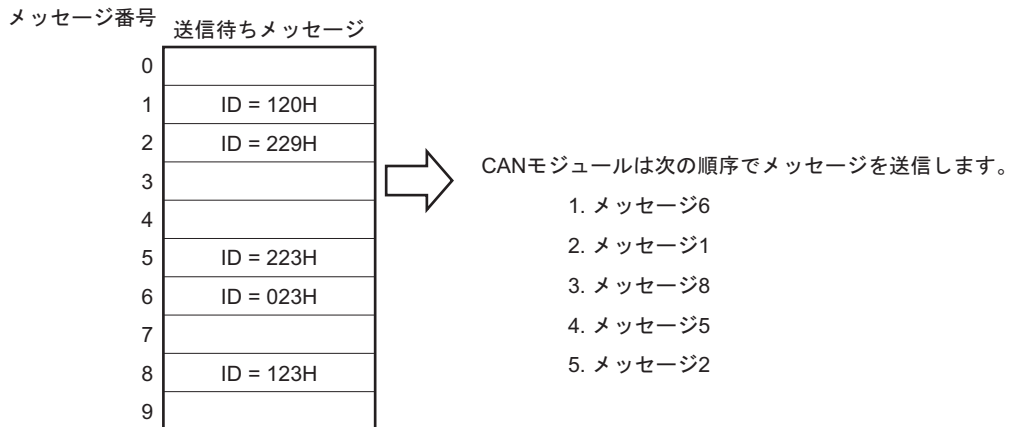 メッセージ番号
送信待ちメッセージ
0
1 ID = 120H
2 ID = 229H
3
4
5 ID = 223H
6 ID = 023H
7
8 ID = 123H
9
CANモジュールは次の順序でメッセージを送信します。
1. メッセージ6
2. メッセージ1
3. メッセージ8
4. メッセージ5
5. メッセージ2